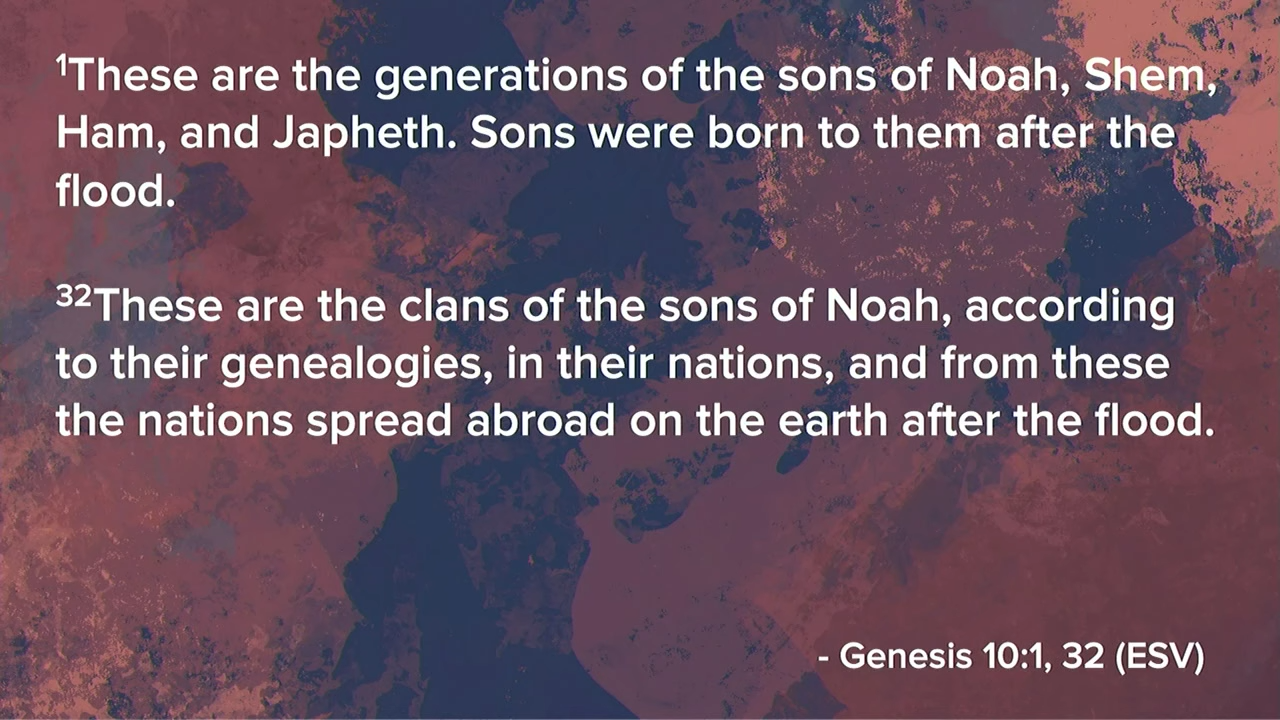 ¹These are the generations of the sons of Noah, Shem,
Ham, and Japheth. Sons were born to them after the
flood.
³²These are the clans of the sons of Noah, according
to their genealogies, in their nations, and from these
the nations spread abroad on the earth after the flood.
- Genesis 10:1, 32 (ESV)